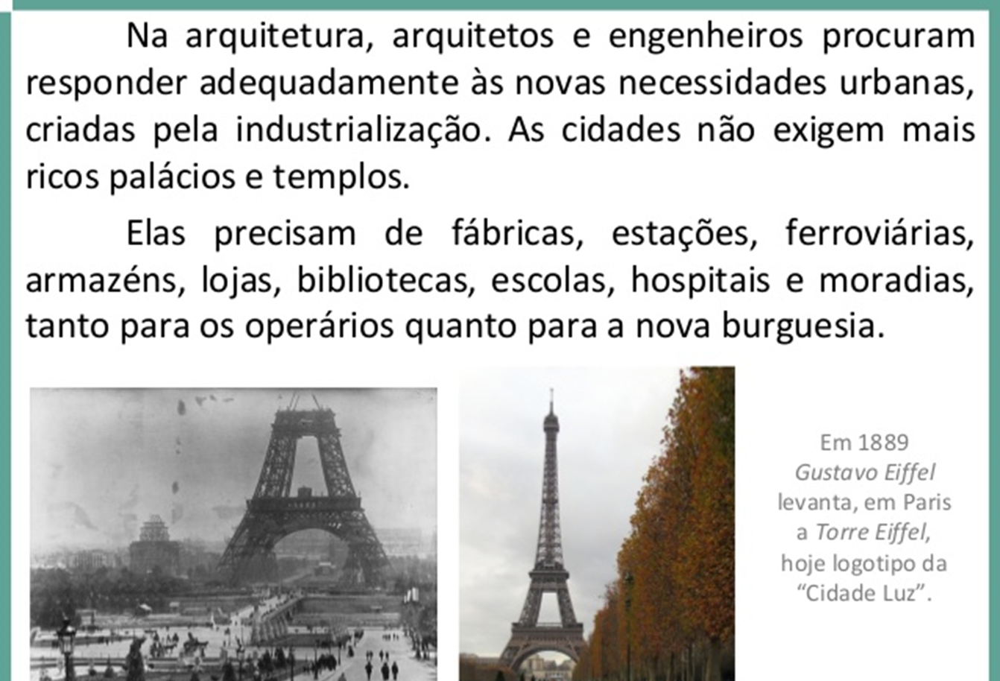 Na arquitetura, arquitetos e engenheiros procuram
responder adequadamente às novas necessidades urbanas,
criadas pela industrialização. As cidades não exigem mais
ricos palácios e templos.
Elas precisam de fábricas, estações, ferroviárias,
armazéns, lojas, bibliotecas, escolas, hospitais e moradias,
tanto para os operários quanto para a nova burguesia.
Em 1889
Gustavo Eiffel
levanta, em Paris
a Torre Eiffel,
hoje logotipo da
“Cidade Luz”.